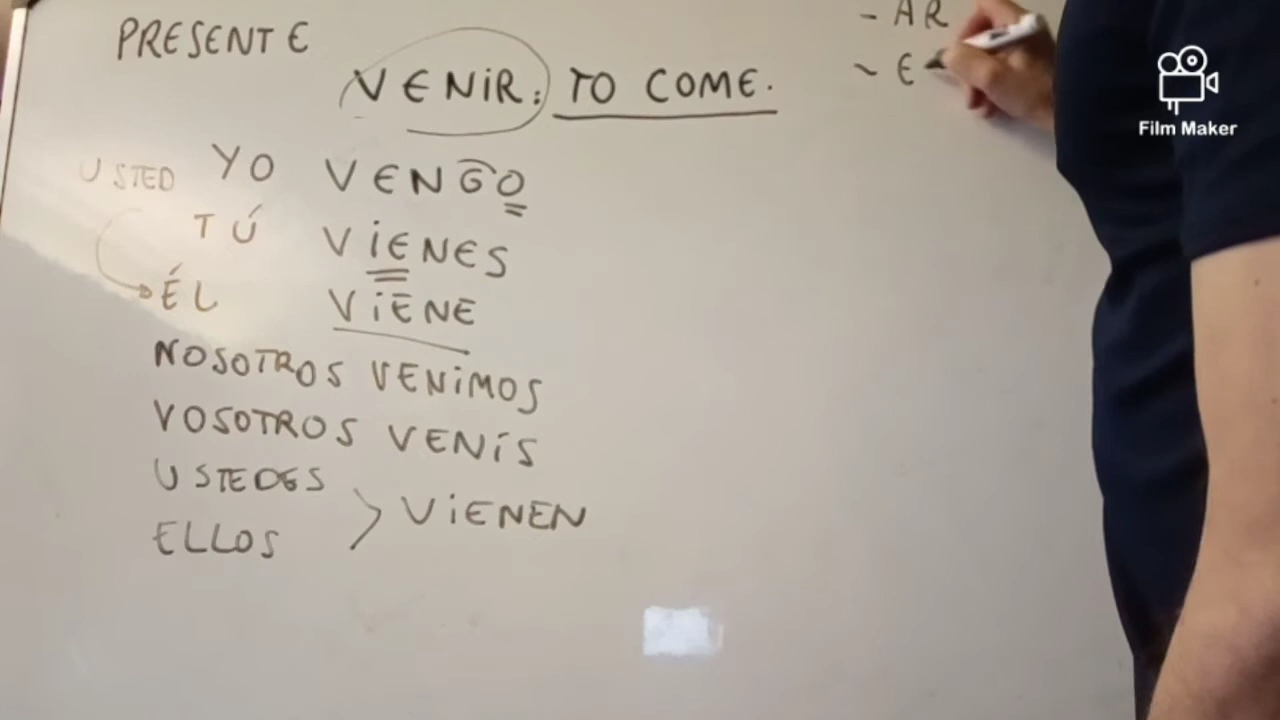 PRESENTE
VENIR: TO COME.
- AR
- E
USTED YO VENGO
TÚ VIENES
ÉL VIENE
NOSOTROS VENIMOS
VOSOTROS VENÍS
USTEDES
ELLOS > VIENEN
Film Maker